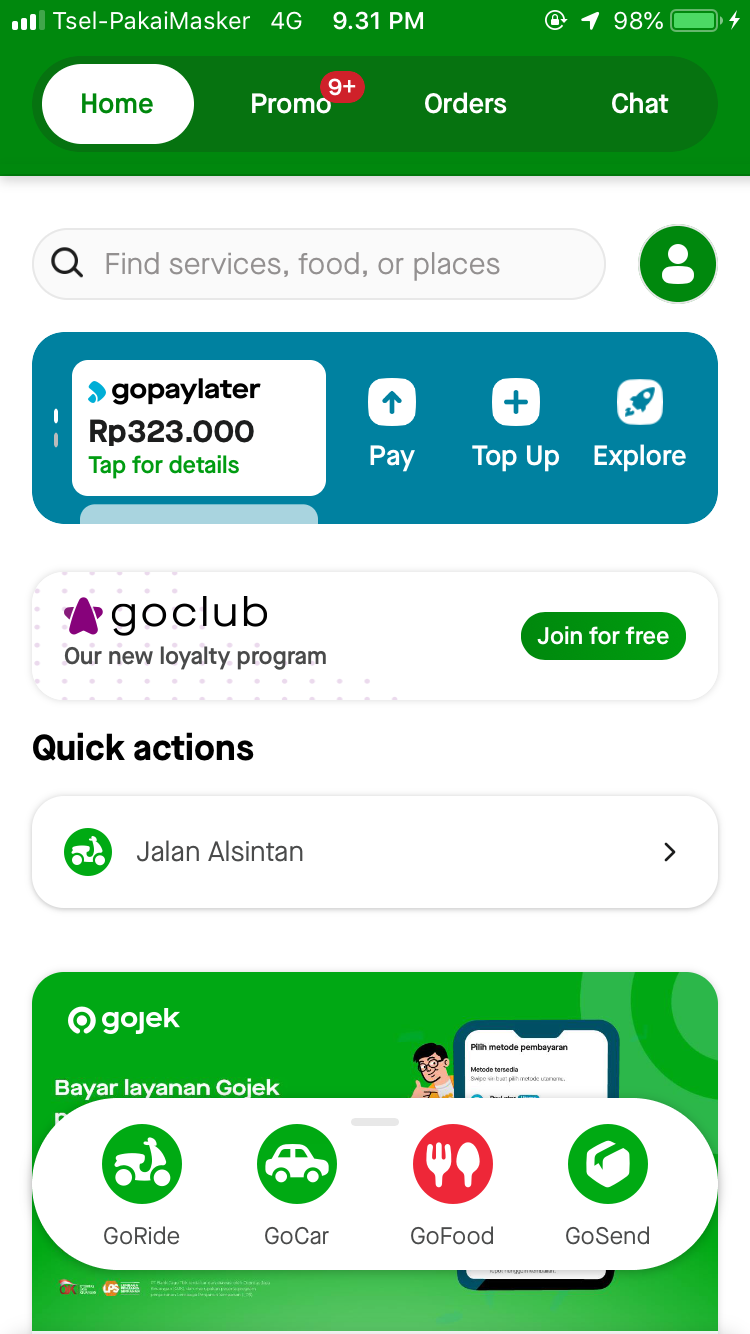 Tsel-PakaiMasker 4G 9.31 PM 98%
Home Promo 9+ Orders Chat
Find services, food, or places
gopaylater
Rp323.000
Tap for details
Pay Top Up Explore
goclub
Our new loyalty program
Join for free
Quick actions
Jalan Alsintan
gojek
Pilih metode pembayaran
Metode tersedia
Bayar layanan Gojek
GoRide GoCar GoFood GoSend